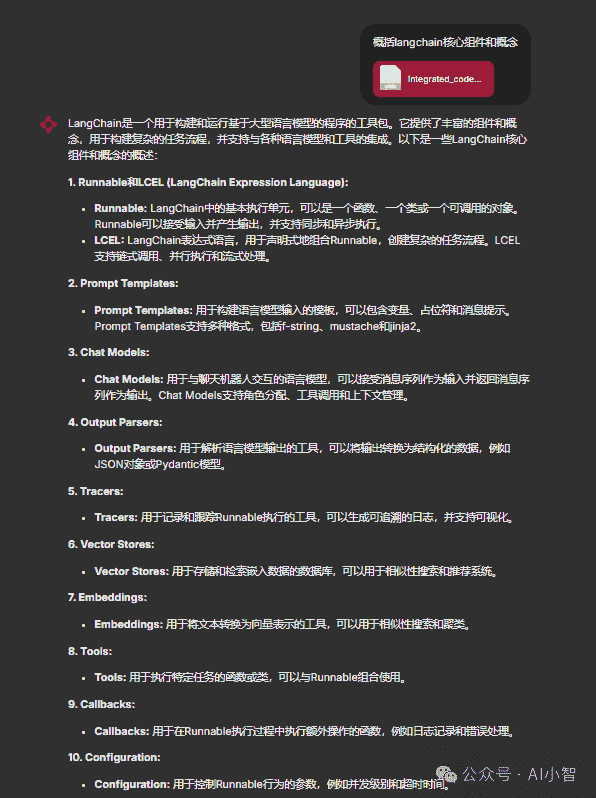 概括langchain核心组件和概念
Integrated_code...
LangChain是一个用于构建和运行基于大型语言模型的程序的工具包。它提供了丰富的组件和概
念，用于构建复杂的任务流程，并支持与各种语言模型和工具的集成。以下是一些LangChain核心
组件和概念的概述：
1. Runnable和LCEL (LangChain Expression Language):
• Runnable: LangChain中的基本执行单元，可以是一个函数、一个类或一个可调用的对象。
Runnable可以接受输入并产生输出，并支持同步和异步执行。
• LCEL: LangChain表达式语言，用于声明式地组合Runnable，创建复杂的任务流程。LCEL
支持链式调用、并行执行和流式处理。
2. Prompt Templates:
• Prompt Templates: 用于构建语言模型输入的模板，可以包含变量、占位符和消息提示。
Prompt Templates支持多种格式，包括f-string、mustache和jinja2。
3. Chat Models:
• Chat Models: 用于与聊天机器人交互的语言模型，可以接受消息序列作为输入并返回消息序
列作为输出。Chat Models支持角色分配、工具调用和上下文管理。
4. Output Parsers:
• Output Parsers: 用于解析语言模型输出的工具，可以将输出转换为结构化的数据，例如
JSON对象或Pydantic模型。
5. Tracers:
• Tracers: 用于记录和跟踪Runnable执行的工具，可以生成可追溯的日志，并支持可视化。
6. Vector Stores:
• Vector Stores: 用于存储和检索嵌入数据的数据库，可以用于相似性搜索和推荐系统。
7. Embeddings:
• Embeddings: 用于将文本转换为向量表示的工具，可以用于相似性搜索和聚类。
8. Tools:
• Tools: 用于执行特定任务的函数或类，可以与Runnable组合使用。
9. Callbacks:
• Callbacks: 用于在Runnable执行过程中执行额外操作的函数，例如日志记录和错误处理。
10. Configuration:
• Configuration: 用于控制Runnable行为的参数，例如并发级别和超时时间。
公众号 · AI小智